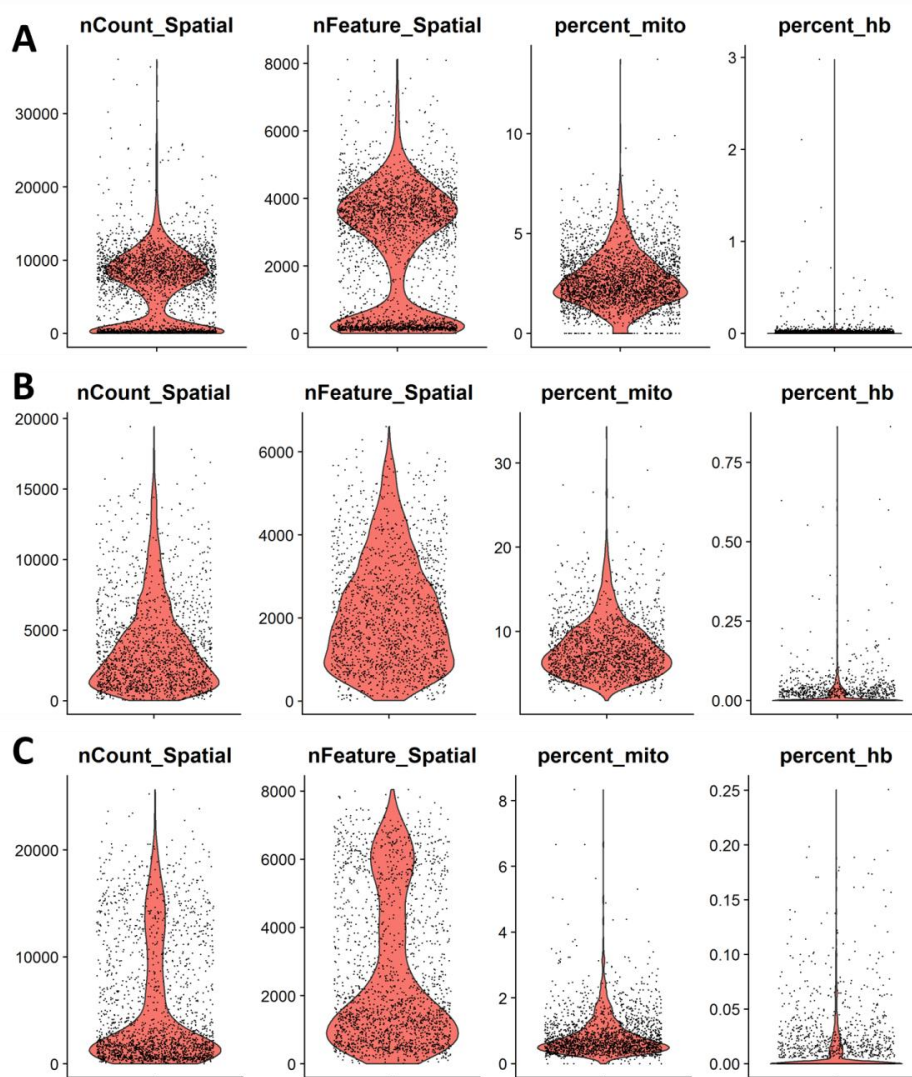 A
nCount_Spatial nFeature_Spatial percent_mito percent_hb
30000 20000 10000 0
8000 6000 4000 2000 0
10 5 0
3 2 1 0
B
nCount_Spatial nFeature_Spatial percent_mito percent_hb
20000 15000 10000 5000 0
6000 4000 2000 0
30 20 10
0.75 0.50 0.25 0.00
C
nCount_Spatial nFeature_Spatial percent_mito percent_hb
20000 10000 0
8000 6000 4000 2000 0
8 6 4 2 0
0.25 0.20 0.15 0.10 0.05 0.00